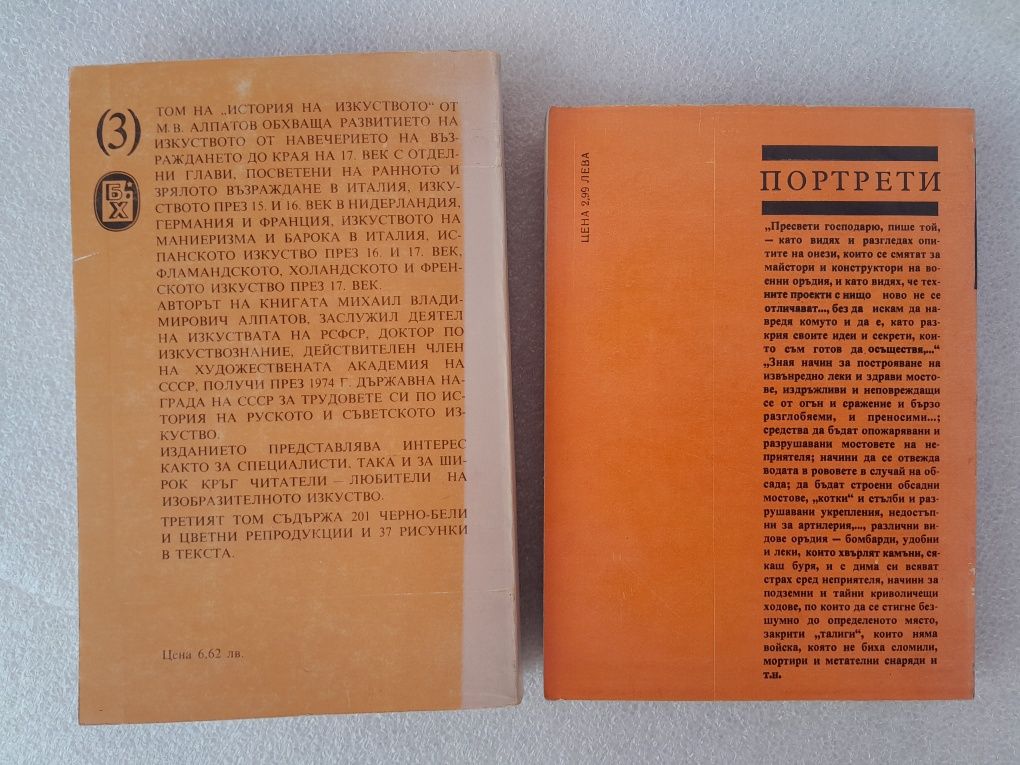 (3)
Б.Х
ТОМ НА „ИСТОРИЯ НА ИЗКУСТВОТО“ ОТ
М. В. АЛПАТОВ ОБХВАЩА РАЗВИТИЕТО НА
ИЗКУСТВОТО ОТ НАВЕЧЕРИЕТО НА ВЪЗ-
РАЖДАНЕТО ДО КРАЯ НА 17. ВЕК С ОТДЕЛ-
НИ ГЛАВИ, ПОСВЕТЕНИ НА РАННОТО И
ЗРЯЛОТО ВЪЗРАЖДАНЕ В ИТАЛИЯ, ИЗКУ-
СТВОТО ПРЕЗ 15. И 16. ВЕК В НИДЕРЛАНДИЯ,
ГЕРМАНИЯ И ФРАНЦИЯ, ИЗКУСТВОТО НА
МАНИЕРИЗМА И БАРОКА В ИТАЛИЯ, ИС-
ПАНСКОТО ИЗКУСТВО ПРЕЗ 16. И 17. ВЕК,
ФЛАМАНДСКОТО, ХОЛАНДСКОТО И ФРЕН-
СКОТО ИЗКУСТВО ПРЕЗ 17. ВЕК.
АВТОРЪТ НА КНИГАТА МИХАИЛ ВЛАДИ-
МИРОВИЧ АЛПАТОВ, ЗАСЛУЖИЛ ДЕЯТЕЛ
НА ИЗКУСТВАТА НА РСФСР, ДОКТОР ПО
ИЗКУСТВОЗНАНИЕ, ДЕЙСТВИТЕЛЕН ЧЛЕН
НА ХУДОЖЕСТВЕНАТА АКАДЕМИЯ НА
СССР, ПОЛУЧИ ПРЕЗ 1974 Г. ДЪРЖАВНА НА-
ГРАДА НА СССР ЗА ТРУДОВЕТЕ СИ ПО ИС-
ТОРИЯ НА РУСКОТО И СЪВЕТСКОТО ИЗ-
КУСТВО.
ИЗДАНИЕТО ПРЕДСТАВЛЯВА ИНТЕРЕС
КАКТО ЗА СПЕЦИАЛИСТИ, ТАКА И ЗА ШИ-
РОК КРЪГ ЧИТАТЕЛИ – ЛЮБИТЕЛИ НА
ИЗОБРАЗИТЕЛНОТО ИЗКУСТВО.
ТРЕТИЯТ ТОМ СЪДЪРЖА 201 ЧЕРНО-БЕЛИ
И ЦВЕТНИ РЕПРОДУКЦИИ И 37 РИСУНКИ
В ТЕКСТА.
Цена 6,62 лв.
ЦЕНА 2,99 ЛЕВА
ПОРТРЕТИ
„Пресвети господарю, пише той,
– като видях и разгледах опи-
тите на онези, които се смятат за
майстори и конструктори на во-
енни оръдия, и като видях, че тех-
ните проекти с нищо ново не се
отличават..., без да искам да на-
вредя комуто и да е, като раз-
крия своите идеи и секрети, кои-
то съм готов да осъществя,...“
„Зная начин за построяване на
извънредно леки и здрави мосто-
ве, издръжливи и неповреждащи
се от огън и сражение и бързо
разглобяеми, и преносими...;
средства да бъдат опожарявани и
разрушавани мостовете на не-
приятеля; начини да се отвежда
водата в рововете в случай на об-
сада; да бъдат строени обсадни
мостове, „котки“ и стълби и раз-
рушавани укрепления, недостъп-
ни за артилерия,..., различни ви-
дове оръдия – бомбарди, удобни
и леки, които хвърлят камъни, ся-
каш буря, и с дима си всяват
страх сред неприятеля, начини за
подземни и тайни криволичещи
ходове, по които да се стигне без-
шумно до определеното място,
закрити „талиги“, които няма
войска, която не биха сломили,
мортири и метателни снаряди и
т.н.